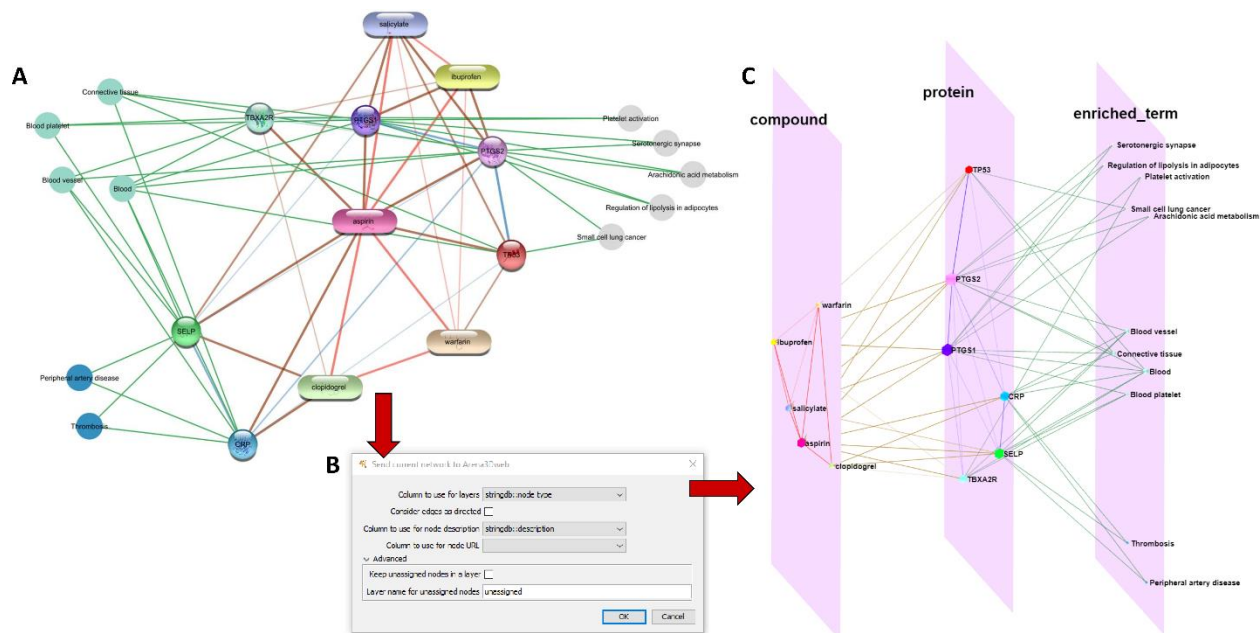 A
salicylate
ibuprofen
Connective tissue
TBXA2R
PTGS1
Platelet activation
Blood platelet
Serotonergic synapse
PTGS2
Arachidonic acid metabolism
Blood vessel
Blood
Regulation of lipolysis in adipocytes
aspirin
Small cell lung cancer
TP53
SELP
warfarin
Peripheral artery disease
clopidogrel
Thrombosis
CRP
B
Send current network to Arena3Dweb
Column to use for layers stringdb::node type
Consider edges as directed
Column to use for node description stringdb::description
Column to use for node URL
Advanced
Keep unassigned nodes in a layer
Layer name for unassigned nodes unassigned
OK Cancel
C
compound
protein
enriched_term
Serotonergic synapse
TP53
Regulation of lipolysis in adipocytes
Platelet activation
Small cell lung cancer
Arachidonic acid metabolism
PTGS2
warfarin
ibuprofen
PTGS1
Blood vessel
Connective tissue
Blood
CRP
Blood platelet
salicylate
aspirin
SELP
clopidogrel
TBXA2R
Thrombosis
Peripheral artery disease